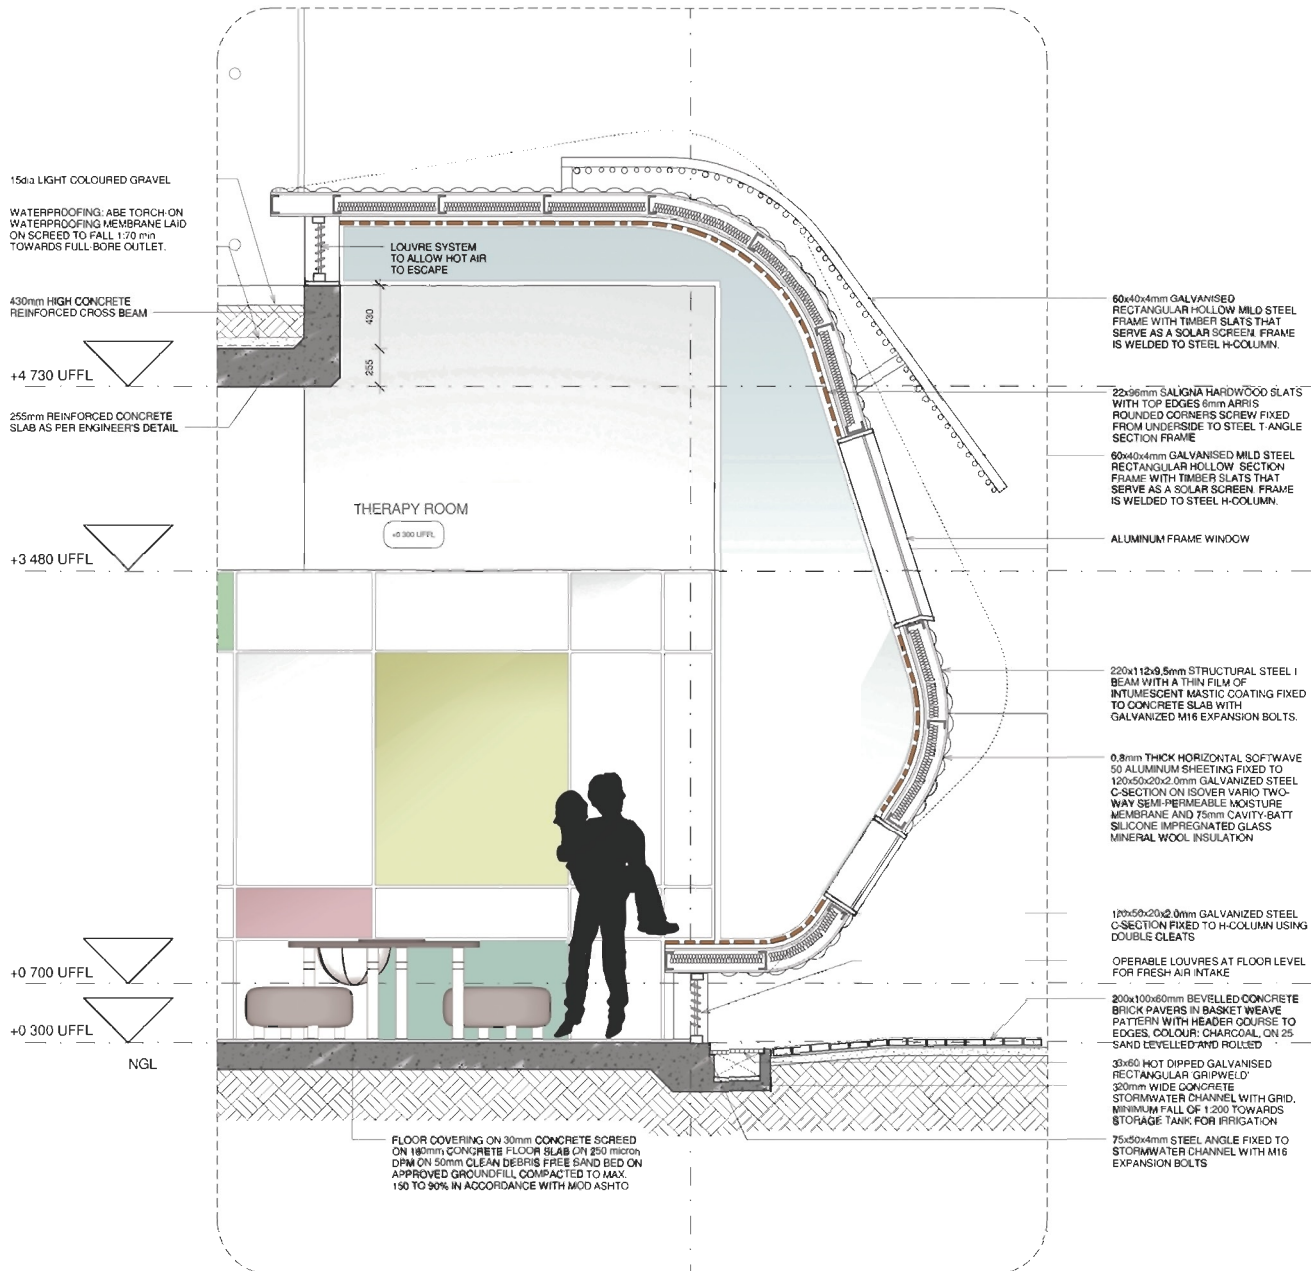 15dia LIGHT COLOURED GRAVEL
WATERPROOFING: ABE TORCH-ON
WATERPROOFING MEMBRANE LAID
ON SCREED TO FALL 1:70 min
TOWARDS FULL-BORE OUTLET.
430mm HIGH CONCRETE
REINFORCED CROSS BEAM
+4 730 UFFL
255mm REINFORCED CONCRETE
SLAB AS PER ENGINEER'S DETAIL
+3 480 UFFL
+0 700 UFFL
+0 300 UFFL
NGL
LOUVRE SYSTEM
TO ALLOW HOT AIR
TO ESCAPE
430
255
THERAPY ROOM
+0 300 UFFL
FLOOR COVERING ON 30mm CONCRETE SCREED
ON 180mm CONCRETE FLOOR SLAB ON 250 micron
DPM ON 50mm CLEAN DEBRIS FREE SAND BED ON
APPROVED GROUNDFILL COMPACTED TO MAX.
150 TO 90% IN ACCORDANCE WITH MOD ASHTO
60x40x4mm GALVANISED
RECTANGULAR HOLLOW MILD STEEL
FRAME WITH TIMBER SLATS THAT
SERVE AS A SOLAR SCREEN. FRAME
IS WELDED TO STEEL H-COLUMN.
22x96mm SALIGNA HARDWOOD SLATS
WITH TOP EDGES 6mm ARRIS
ROUNDED CORNERS SCREW FIXED
FROM UNDERSIDE TO STEEL T-ANGLE
SECTION FRAME
60x40x4mm GALVANISED MILD STEEL
RECTANGULAR HOLLOW SECTION
FRAME WITH TIMBER SLATS THAT
SERVE AS A SOLAR SCREEN. FRAME
IS WELDED TO STEEL H-COLUMN.
ALUMINUM FRAME WINDOW
220x112x9,5mm STRUCTURAL STEEL I
BEAM WITH A THIN FILM OF
INTUMESCENT MASTIC COATING FIXED
TO CONCRETE SLAB WITH
GALVANIZED M16 EXPANSION BOLTS.
0,8mm THICK HORIZONTAL SOFTWAVE
50 ALUMINUM SHEETING FIXED TO
120x50x20x2.0mm GALVANIZED STEEL
C-SECTION ON ISOVER VARIO TWO-
WAY SEMI-PERMEABLE MOISTURE
MEMBRANE AND 75mm CAVITY-BATT
SILICONE IMPREGNATED GLASS
MINERAL WOOL INSULATION
120x50x20x2.0mm GALVANIZED STEEL
C-SECTION FIXED TO H-COLUMN USING
DOUBLE CLEATS
OPERABLE LOUVRES AT FLOOR LEVEL
FOR FRESH AIR INTAKE
200x100x60mm BEVELLED CONCRETE
BRICK PAVERS IN BASKET WEAVE
PATTERN WITH HEADER COURSE TO
EDGES. COLOUR: CHARCOAL, ON 25
SAND LEVELLED AND ROLLED
33x60 HOT DIPPED GALVANISED
RECTANGULAR 'GRIPWELD'
320mm WIDE CONCRETE
STORMWATER CHANNEL WITH GRID.
MINIMUM FALL OF 1:200 TOWARDS
STORAGE TANK FOR IRRIGATION
75x50x4mm STEEL ANGLE FIXED TO
STORMWATER CHANNEL WITH M16
EXPANSION BOLTS